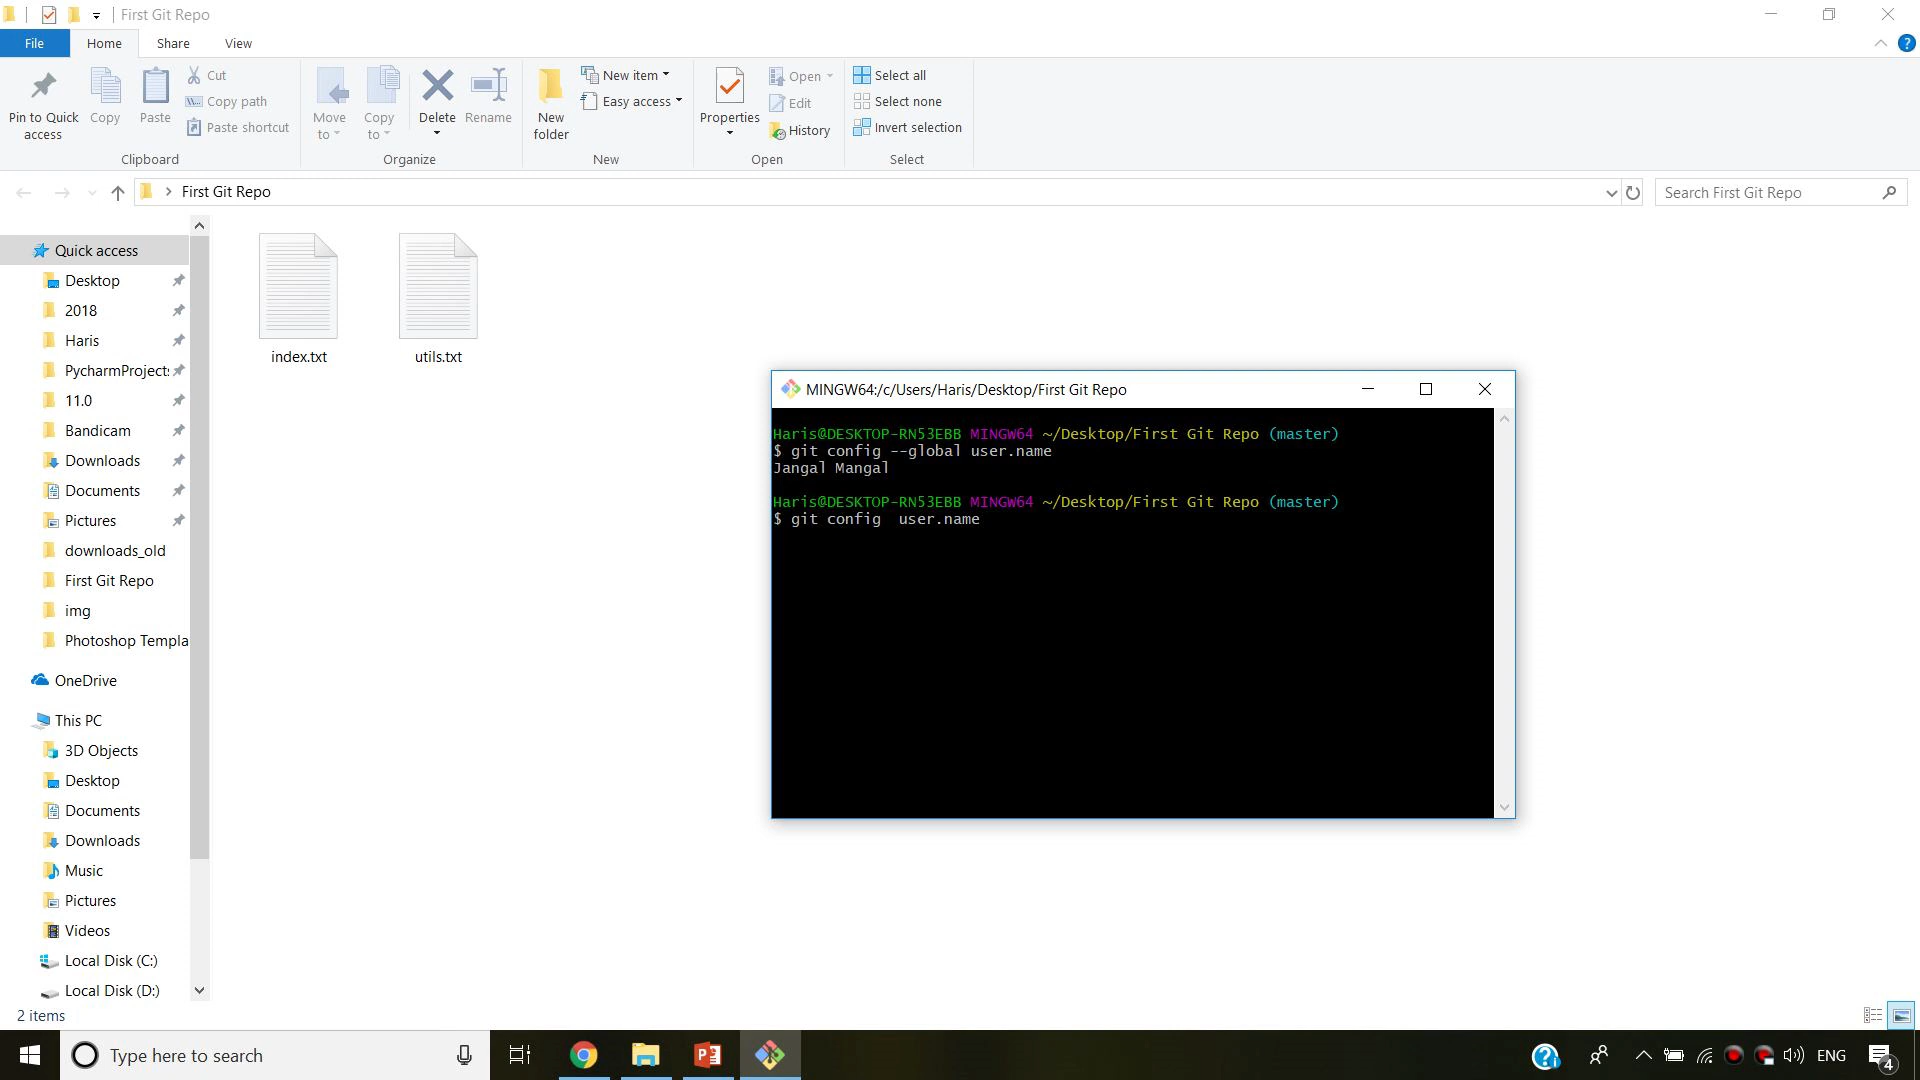 First Git Repo
File Home Share View
Pin to Quick access
Copy
Paste
Cut
Copy path
Paste shortcut
Clipboard
Move to
Copy to
Delete
Rename
Organize
New folder
New item
Easy access
New
Properties
Open
Edit
History
Open
Select all
Select none
Invert selection
Select
First Git Repo
Search First Git Repo
Quick access
Desktop
2018
Haris
PycharmProject
11.0
Bandicam
Downloads
Documents
Pictures
downloads_old
First Git Repo
img
Photoshop Templa
OneDrive
This PC
3D Objects
Desktop
Documents
Downloads
Music
Pictures
Videos
Local Disk (C:)
Local Disk (D:)
index.txt
utils.txt
MINGW64:/c/Users/Haris/Desktop/First Git Repo
Haris@DESKTOP-RN53EBB MINGW64 ~/Desktop/First Git Repo (master)
$ git config --global user.name
Jangal Mangal
Haris@DESKTOP-RN53EBB MINGW64 ~/Desktop/First Git Repo (master)
$ git config  user.name
2 items
Type here to search
ENG
4